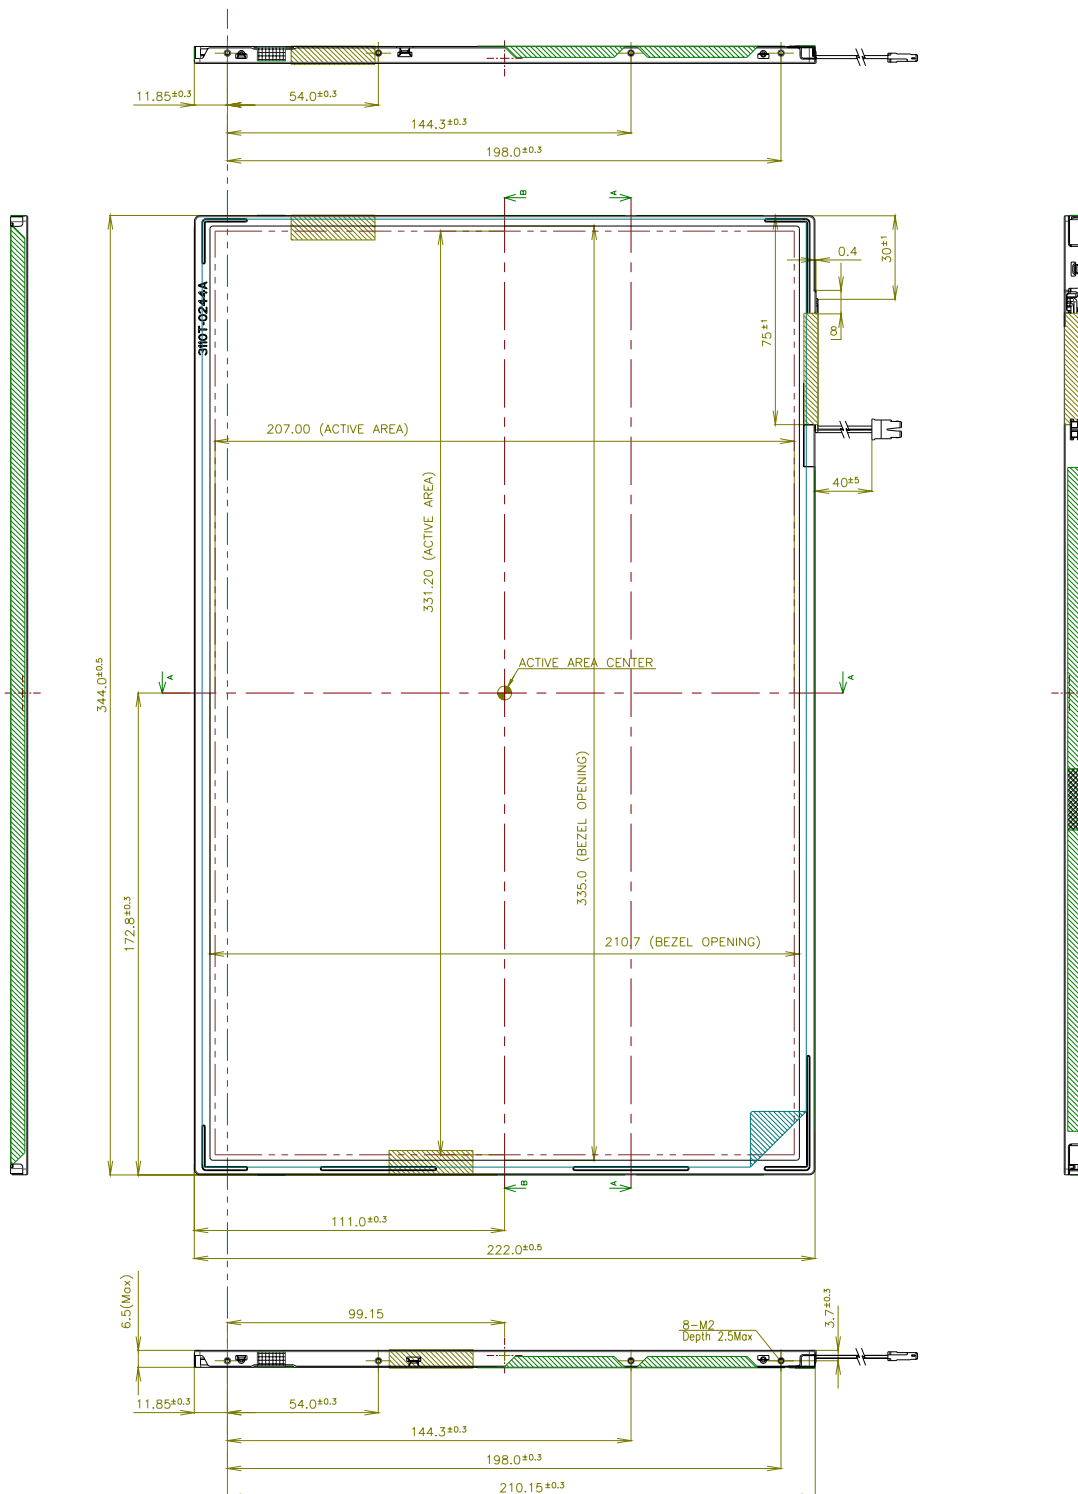 11.85±0.3
54.0±0.3
144.3±0.3
198.0±0.3
B
A
0.4
30±1
3110T-0244A
75±1
8
207.00 (ACTIVE AREA)
331.20 (ACTIVE AREA)
40±5
ACTIVE AREA CENTER
A
A
344.0±0.5
335.0 (BEZEL OPENING)
172.8±0.3
210.7 (BEZEL OPENING)
B
A
111.0±0.3
222.0±0.5
6.5(Max)
99.15
8-M2
Depth 2.5Max
3.7±0.3
11.85±0.3
54.0±0.3
144.3±0.3
198.0±0.3
210.15±0.3